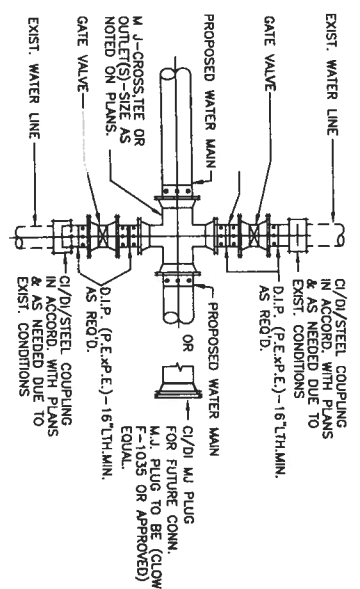 EXIST. WATER LINE
GATE VALVE
PROPOSED WATER MAIN
M J-CROSS,TEE OR
OUTLET(S)-SIZE AS
NOTED ON PLANS.
GATE VALVE
EXIST. WATER LINE
CI/DI/STEEL COUPLING
IN ACCORD. WITH PLANS
& AS NEEDED DUE TO
EXIST. CONDITIONS
D.I.P. (P.E.xP.E.)-16"LTH.MIN.
AS REQ'D.
PROPOSED WATER MAIN
OR
CI/DI MJ PLUG
FOR FUTURE CONN.
M.J. PLUG TO BE (CLOW
F-1035 OR APPROVED)
EQUAL.
D.I.P. (P.E.xP.E.)-16"LTH.MIN.
AS REQ'D.
CI/DI/STEEL COUPLING
IN ACCORD. WITH PLANS
& AS NEEDED DUE TO
EXIST. CONDITIONS